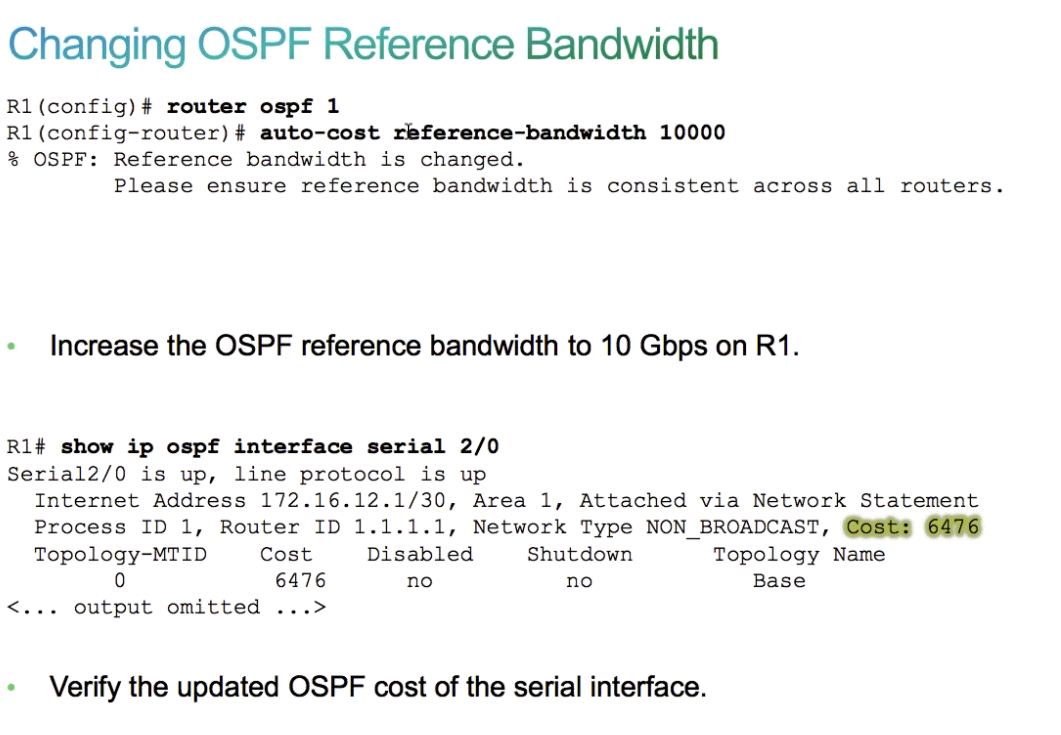 Changing OSPF Reference Bandwidth
R1(config)# router ospf 1
R1(config-router)# auto-cost reference-bandwidth 10000
% OSPF: Reference bandwidth is changed.
Please ensure reference bandwidth is consistent across all routers.
• Increase the OSPF reference bandwidth to 10 Gbps on R1.
R1# show ip ospf interface serial 2/0
Serial2/0 is up, line protocol is up
Internet Address 172.16.12.1/30, Area 1, Attached via Network Statement
Process ID 1, Router ID 1.1.1.1, Network Type NON_BROADCAST, Cost: 6476
Topology-MTID Cost Disabled Shutdown Topology Name
0 6476 no no Base
<... output omitted ...>
• Verify the updated OSPF cost of the serial interface.